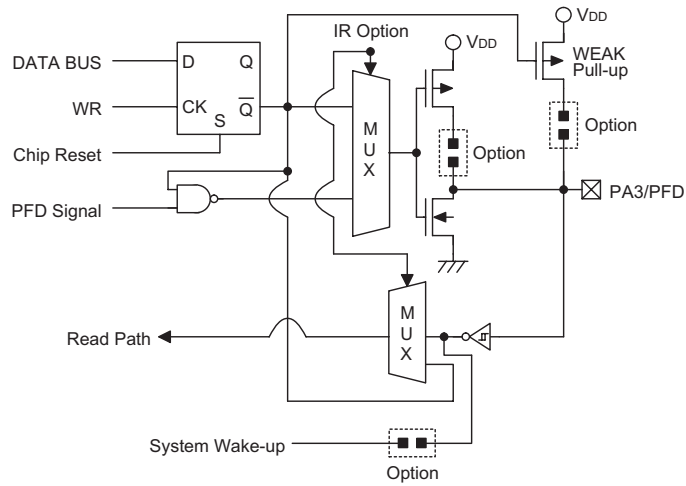 VDD
IR Option
VDD
WEAK
Pull-up
DATA BUS
D
Q
WR
CK
Q
S
M
U
X
Option
Option
Chip Reset
PFD Signal
PA3/PFD
M
U
X
Read Path
System Wake-up
Option